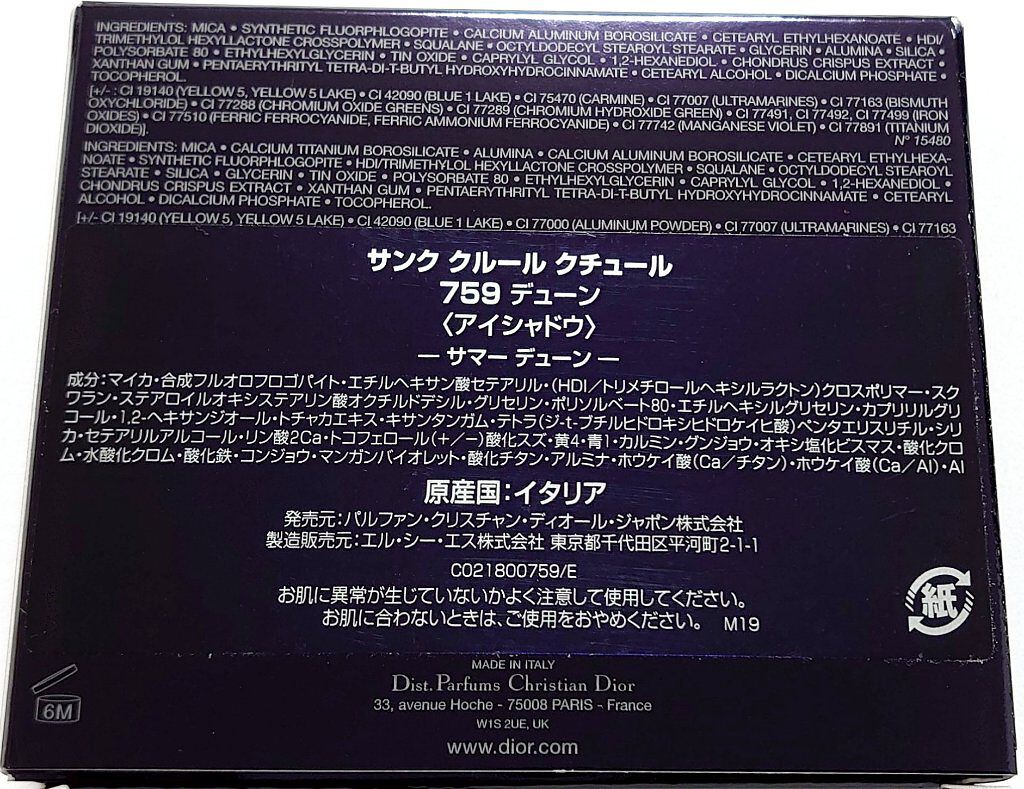 INGREDIENTS: MICA • SYNTHETIC FLUORPHLOGOPITE • CALCIUM ALUMINUM BOROSILICATE • CETEARYL ETHYLHEXANOATE • HDI/
TRIMETHYLOL HEXYLLACTONE CROSSPOLYMER • SQUALANE • OCTYLDODECYL STEAROYL STEARATE • GLYCERIN • ALUMINA • SILICA •
POLYSORBATE 80 • ETHYLHEXYLGLYCERIN • TIN OXIDE • CAPRYLYL GLYCOL • 1,2-HEXANEDIOL • CHONDRUS CRISPUS EXTRACT •
XANTHAN GUM • PENTAERYTHRITYL TETRA-DI-T-BUTYL HYDROXYHYDROCINNAMATE • CETEARYL ALCOHOL • DICALCIUM PHOSPHATE •
TOCOPHEROL.
[+/- : CI 19140 (YELLOW 5, YELLOW 5 LAKE) • CI 42090 (BLUE 1 LAKE) • CI 75470 (CARMINE) • CI 77007 (ULTRAMARINES) • CI 77163 (BISMUTH
OXYCHLORIDE) • CI 77288 (CHROMIUM OXIDE GREENS) • CI 77289 (CHROMIUM HYDROXIDE GREEN) • CI 77491, CI 77492, CI 77499 (IRON
OXIDES) • CI 77510 (FERRIC FERROCYANIDE, FERRIC AMMONIUM FERROCYANIDE) • CI 77742 (MANGANESE VIOLET) • CI 77891 (TITANIUM
DIOXIDE)].
N° 15480
INGREDIENTS: MICA • CALCIUM TITANIUM BOROSILICATE • ALUMINA • CALCIUM ALUMINUM BOROSILICATE • CETEARYL ETHYLHEXA-
NOATE • SYNTHETIC FLUORPHLOGOPITE • HDI/TRIMETHYLOL HEXYLLACTONE CROSSPOLYMER • SQUALANE • OCTYLDODECYL STEAROYL
STEARATE • SILICA • GLYCERIN • TIN OXIDE • POLYSORBATE 80 • ETHYLHEXYLGLYCERIN • CAPRYLYL GLYCOL • 1,2-HEXANEDIOL •
CHONDRUS CRISPUS EXTRACT • XANTHAN GUM • PENTAERYTHRITYL TETRA-DI-T-BUTYL HYDROXYHYDROCINNAMATE • CETEARYL
ALCOHOL • DICALCIUM PHOSPHATE • TOCOPHEROL.
[+/- CI 19140 (YELLOW 5, YELLOW 5 LAKE) • CI 42090 (BLUE 1 LAKE) • CI 77000 (ALUMINUM POWDER) • CI 77007 (ULTRAMARINES) • CI 77163
サンク クルール クチュール
759 デューン
〈アイシャドウ〉
— サマー デューン —
成分：マイカ・合成フルオロフロゴパイト・エチルヘキサン酸セテアリル・（HDI／トリメチロールヘキシルラクトン）クロスポリマー・スク
ワラン・ステアロイルオキシステアリン酸オクチルドデシル・グリセリン・ポリソルベート80・エチルヘキシルグリセリン・カプリリルグリ
コール・1,2-ヘキサンジオール・トチャカエキス・キサンタンガム・テトラ（ジ-t-ブチルヒドロキシヒドロケイヒ酸）ペンタエリスリチル・シリ
カ・セテアリルアルコール・リン酸2Ca・トコフェロール（＋／−）酸化スズ・黄4・青1・カルミン・グンジョウ・オキシ塩化ビスマス・酸化クロ
ム・水酸化クロム・酸化鉄・コンジョウ・マンガンバイオレット・酸化チタン・アルミナ・ホウケイ酸（Ca／チタン）・ホウケイ酸（Ca／Al）・Al
原産国：イタリア
発売元：パルファン・クリスチャン・ディオール・ジャポン株式会社
製造販売元：エル・シー・エス株式会社 東京都千代田区平河町2-1-1
C021800759/E
お肌に異常が生じていないかよく注意して使用してください。
お肌に合わないときは、ご使用をおやめください。 M19
紙
MADE IN ITALY
Dist. Parfums Christian Dior
33, avenue Hoche - 75008 PARIS - France
W1S 2UE, UK
www.dior.com
6M